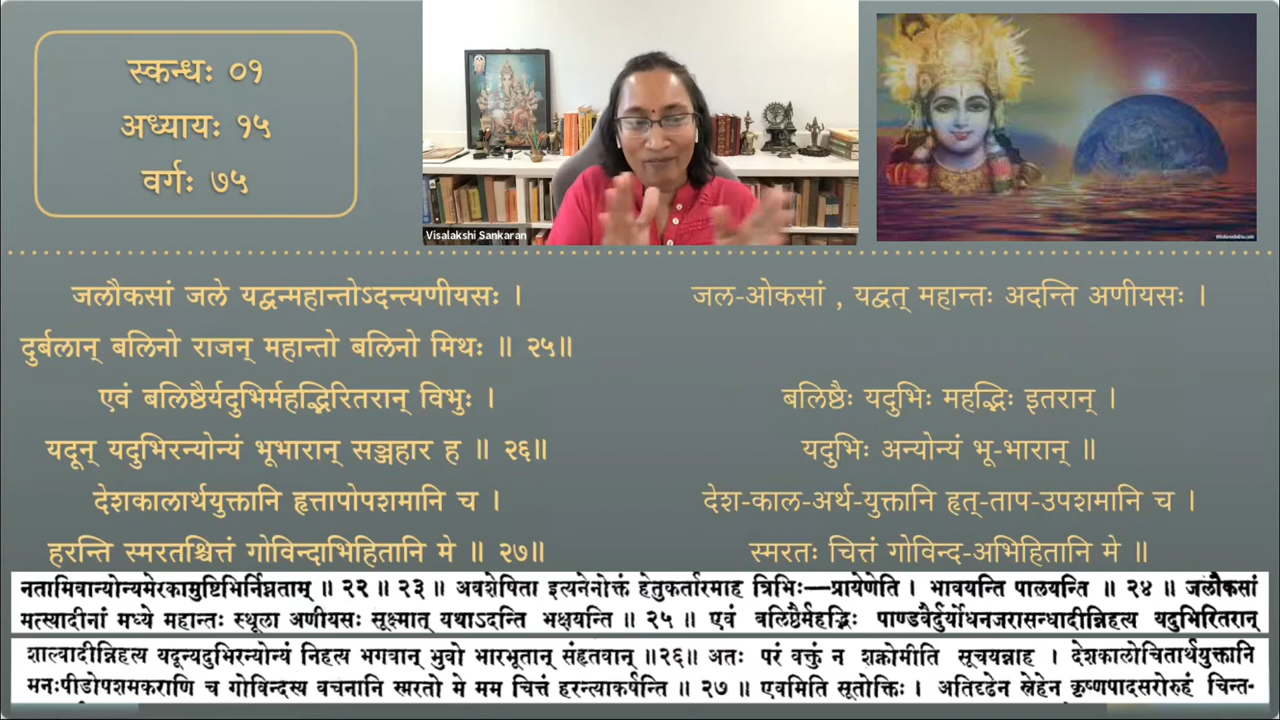 स्कन्धः ०१
अध्यायः १५
वर्गः ७५
Visalakshi Sankaran
जलौकसां जले यद्वन्महान्तोऽदन्त्यणीयसः ।
जल-ओकसां , यद्वत् महान्तः अदन्ति अणीयसः ।
दुर्बलान् बलिनो राजन् महान्तो बलिनो मिथः ॥ २५॥
एवं बलिष्ठैर्यदुभिर्महद्भिरितरान् विभुः ।
बलिष्ठैः यदुभिः महद्भिः इतरान् ।
यदून् यदुभिरन्योन्यं भूभारान् सञ्जहार ह ॥ २६॥
यदुभिः अन्योन्यं भू-भारान् ॥
देशकालार्थयुक्तानि हृत्तापोपशमानि च ।
देश-काल-अर्थ-युक्तानि हृत्-ताप-उपशमानि च ।
हरन्ति स्मरतश्चित्तं गोविन्दाभिहितानि मे ॥ २७॥
स्मरतः चित्तं गोविन्द-अभिहितानि मे ॥
नतामिवान्योन्यमेरकामुष्टिभिर्निघ्नताम् ॥ २२ ॥ २३ ॥ अवशेषिता इत्यनेनोक्तं हेतुकर्तारमाह त्रिभिः—प्रायेणेति । भावयन्ति पालयन्ति ॥ २४ ॥ जलौकसां
मत्स्यादीनां मध्ये महान्तः स्थूला अणीयसः सूक्ष्मात् यथाऽदन्ति भक्षयन्ति ॥ २५ ॥ एवं बलिष्ठैर्महद्भिः पाण्डवैर्दुर्योधनजरासन्धादीन्निहत्य यदुभिरितरान्
शाल्वादीन्निहत्य यदून्यदुभिरन्योन्यं निहत्य भगवान् भुवो भारभूतान् संहृतवान् ॥२६॥ अतः परं वक्तुं न शक्नोमीति सूचयन्नाह । देशकालोचितार्थयुक्तानि
मनःपीडोपशमकराणि च गोविन्दस्य वचनानि स्मरतो मे मम चित्तं हरन्त्याकर्षन्ति ॥ २७ ॥ एवमिति सूतोक्तिः । अतिदृढेन स्नेहेन कृष्णपादसरोरुहं चिन्त-